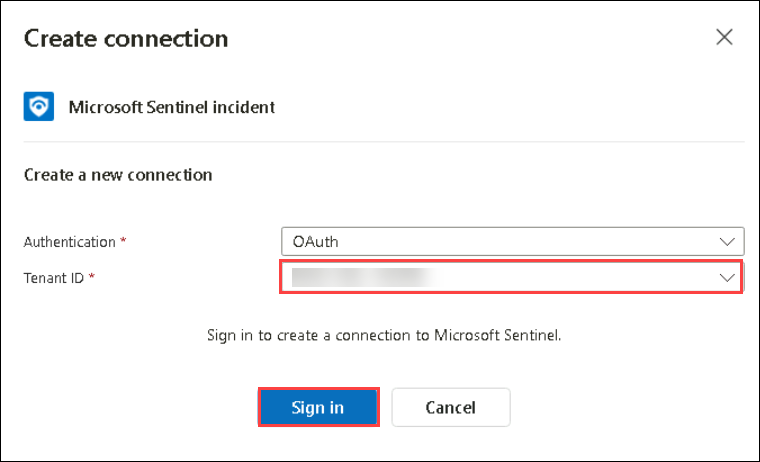 Create connection
Microsoft Sentinel incident
Create a new connection
Authentication *
OAuth
Tenant ID *
Sign in to create a connection to Microsoft Sentinel.
Sign in
Cancel